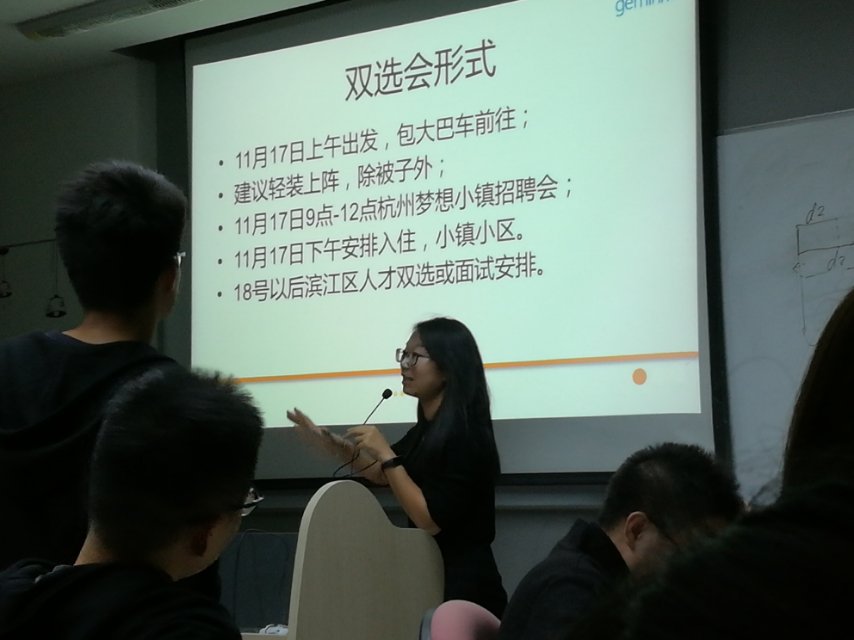 双选会形式
• 11月17日上午出发，包大巴车前往；
• 建议轻装上阵，除被子外；
• 11月17日9点-12点杭州梦想小镇招聘会；
• 11月17日下午安排入住，小镇小区。
• 18号以后滨江区人才双选或面试安排。
d2